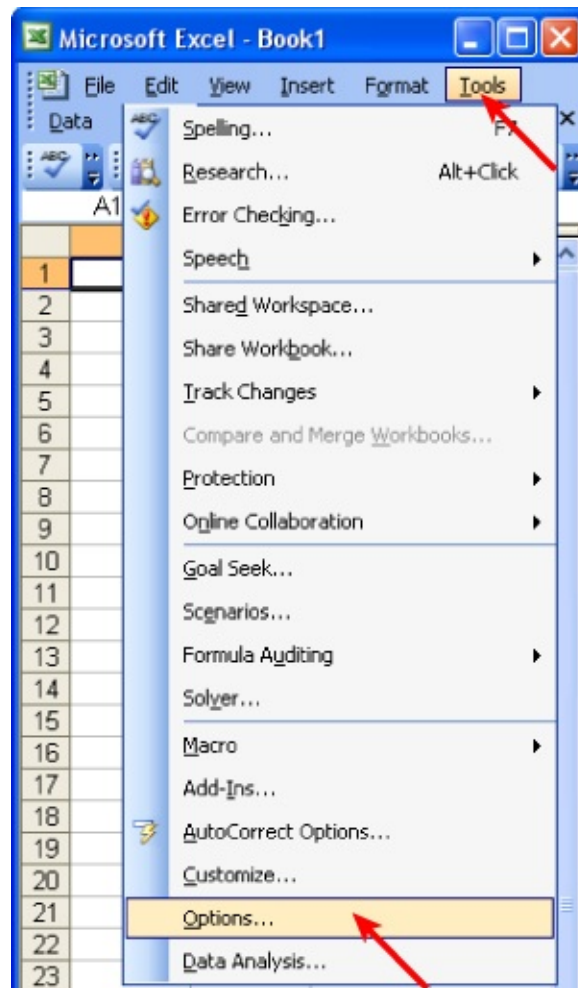 Microsoft Excel - Book1
File Edit View Insert Format Tools
Data
ABC Spelling... F7
ABC Research... Alt+Click
A1 Error Checking...
Speech
1
2 Shared Workspace...
3 Share Workbook...
4
5 Track Changes
6 Compare and Merge Workbooks...
7
8 Protection
9 Online Collaboration
10 Goal Seek...
11
12 Scenarios...
13 Formula Auditing
14 Solver...
15
16 Macro
17 Add-Ins...
18 AutoCorrect Options...
19
20 Customize...
21 Options...
22
23 Data Analysis...